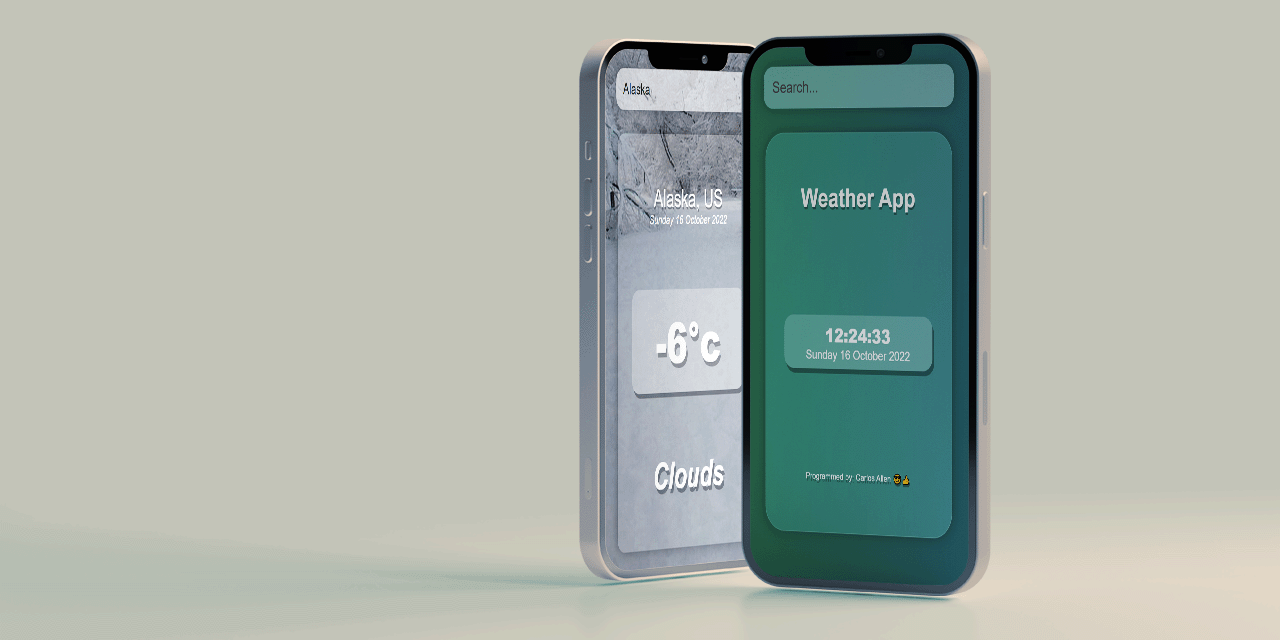 Alaska
Alaska, US
Sunday 16 October 2022
-6°c
Clouds
Search...
Weather App
12:24:33
Sunday 16 October 2022
Programmed by: Carlos Allen 😎👍